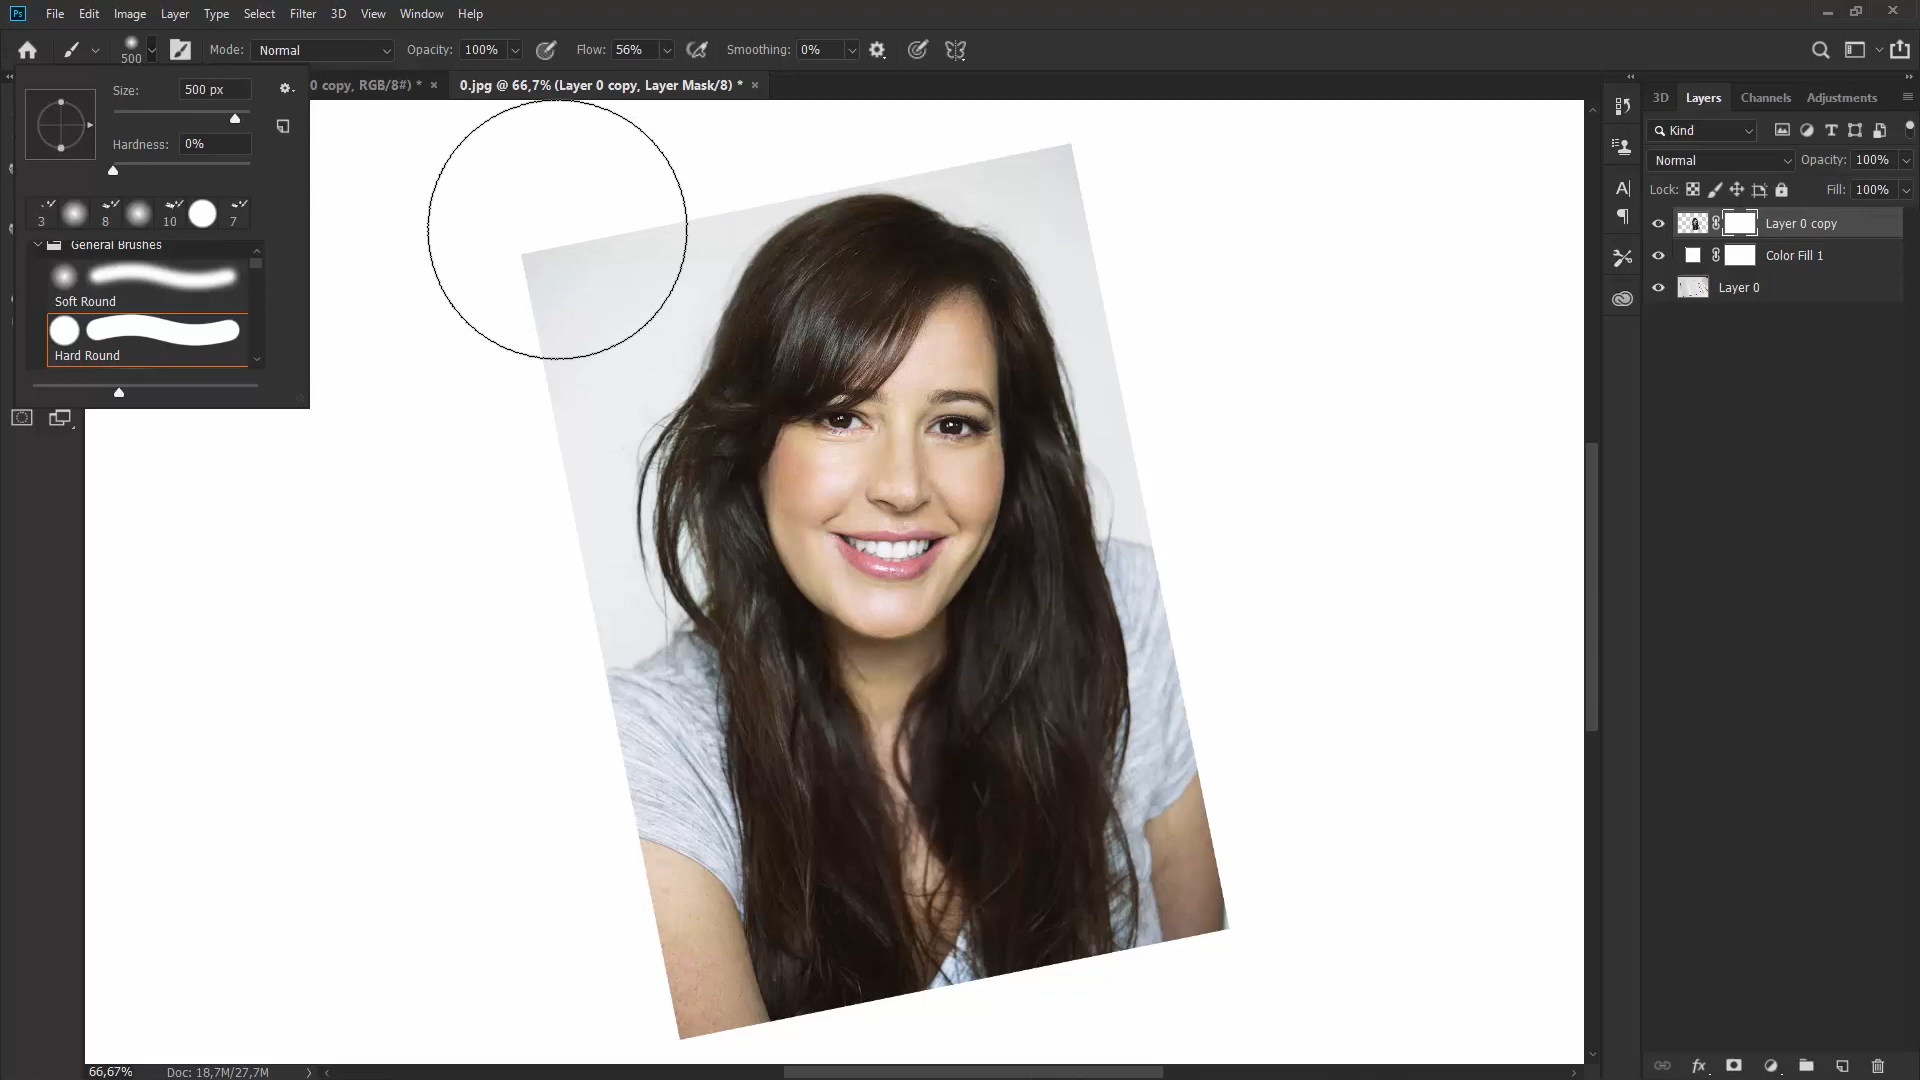 Ps File Edit Image Layer Type Select Filter 3D View Window Help
500 Mode: Normal Opacity: 100% Flow: 56% Smoothing: 0%
0 copy, RGB/8#) * × 0.jpg @ 66,7% (Layer 0 copy, Layer Mask/8) * ×
Size: 500 px
Hardness: 0%
3 8 10 7
General Brushes
Soft Round
Hard Round
3D Layers Channels Adjustments
Kind
Normal Opacity: 100%
Lock: Fill: 100%
Layer 0 copy
Color Fill 1
Layer 0
fx
66,67% Doc: 18,7M/27,7M